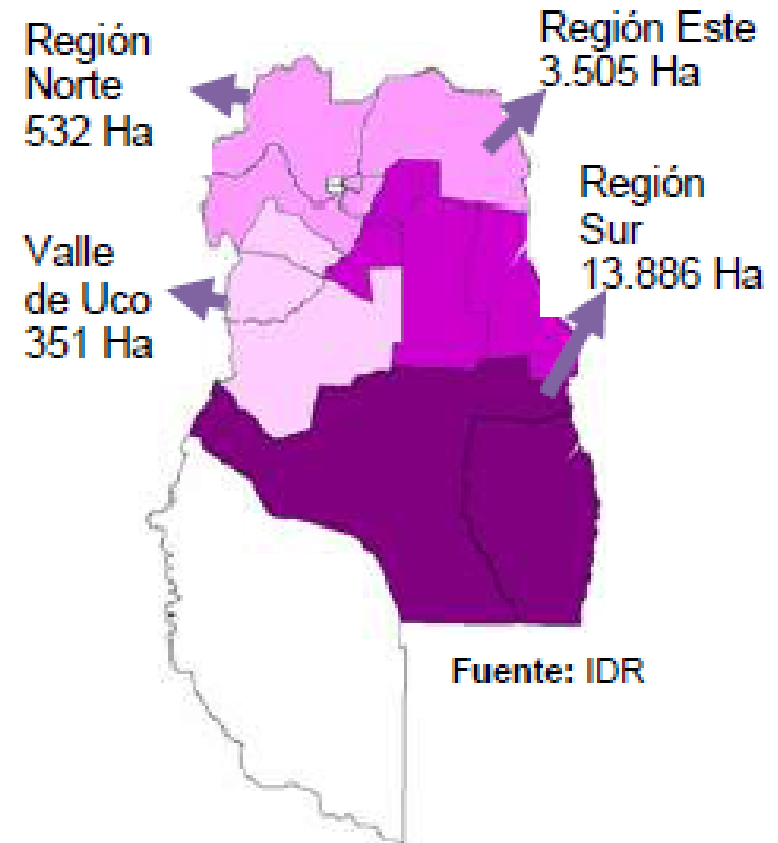 Región
Norte
532 Ha
Región Este
3.505 Ha
Región
Sur
13.886 Ha
Valle
de Uco
351 Ha
Fuente: IDR